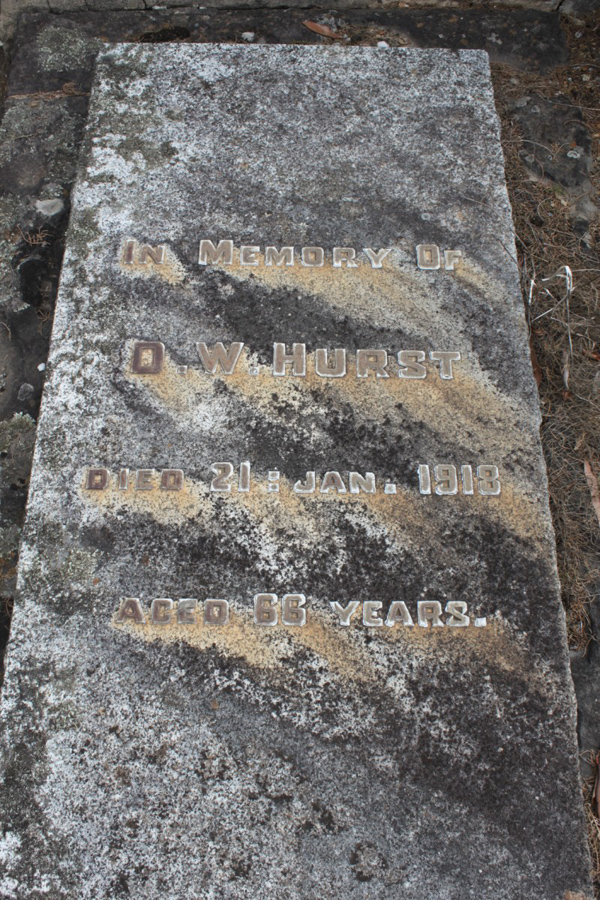 In Memory Of
D. W. Hurst
Died 21: Jan. 1918
Aged 66 Years.